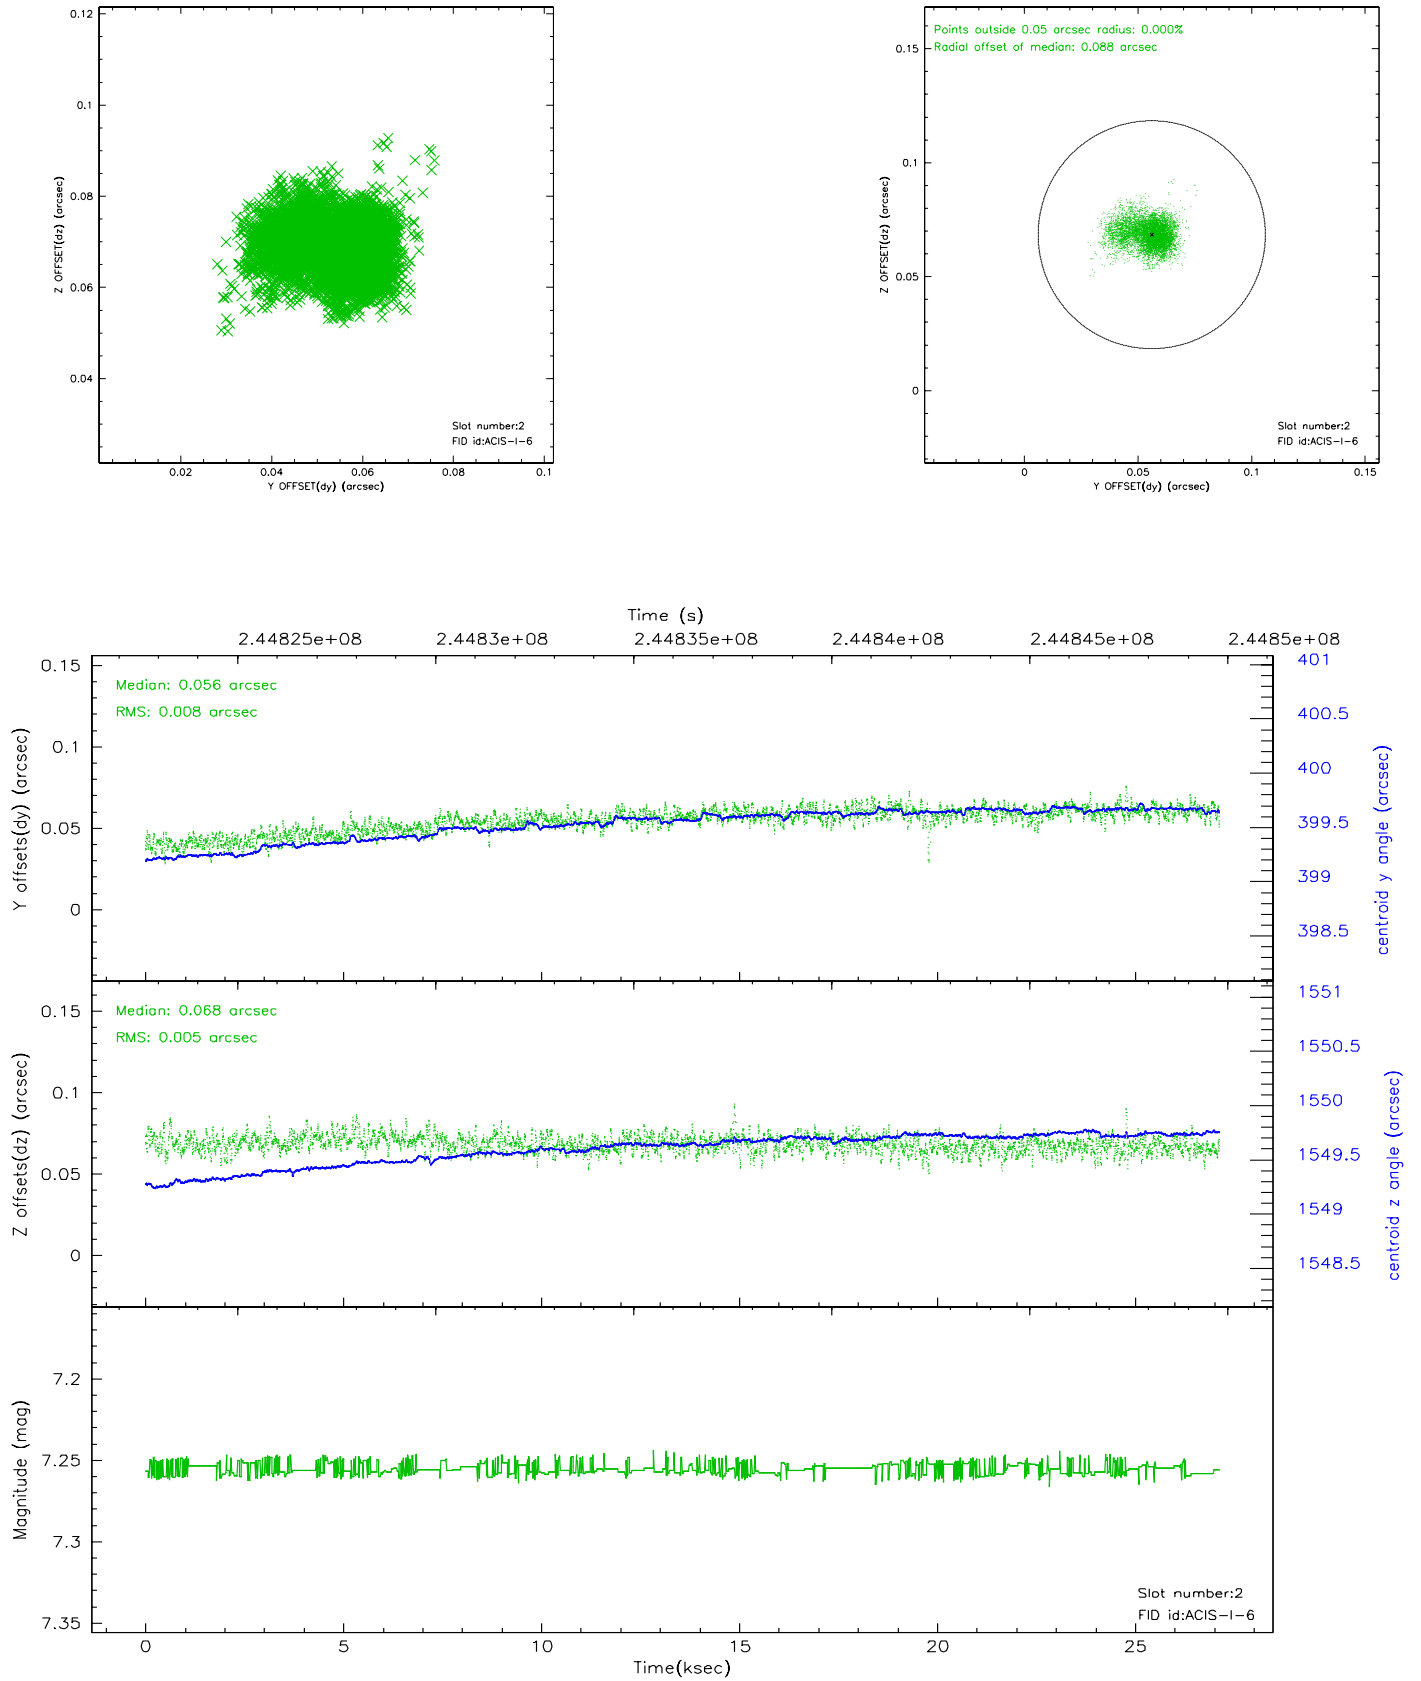 0.12
0.1
0.08
0.06
0.04
Z OFFSET(dz) (arcsec)
Slot number:2
FID id:ACIS-I-6
0.02 0.04 0.06 0.08 0.1
Y OFFSET(dy) (arcsec)
Points outside 0.05 arcsec radius: 0.000%
Radial offset of median: 0.088 arcsec
0.15
0.1
0.05
0
Z OFFSET(dz) (arcsec)
Slot number:2
FID id:ACIS-I-6
0 0.05 0.1 0.15
Y OFFSET(dy) (arcsec)
Time (s)
2.44825e+08 2.4483e+08 2.44835e+08 2.4484e+08 2.44845e+08 2.4485e+08
Median: 0.056 arcsec
RMS: 0.008 arcsec
0.15
0.1
0.05
0
Y offsets(dy) (arcsec)
401
400.5
400
399.5
399
398.5
centroid y angle (arcsec)
Median: 0.068 arcsec
RMS: 0.005 arcsec
0.15
0.1
0.05
0
Z offsets(dz) (arcsec)
1551
1550.5
1550
1549.5
1549
1548.5
centroid z angle (arcsec)
7.2
7.25
7.3
7.35
Magnitude (mag)
Slot number:2
FID id:ACIS-I-6
0 5 10 15 20 25
Time(ksec)